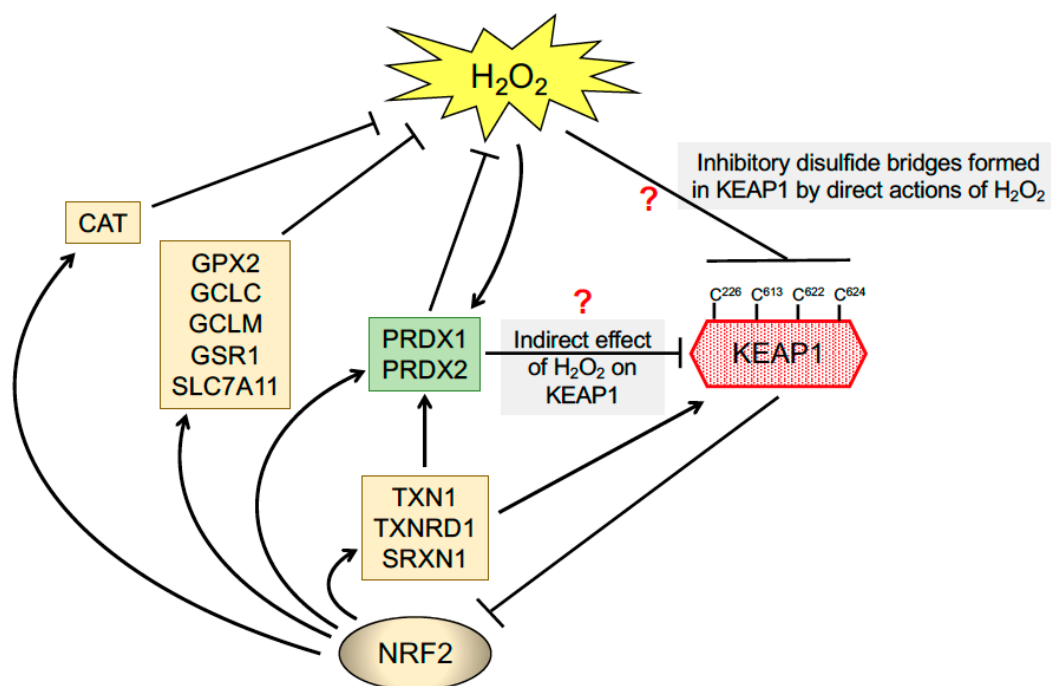 H₂O₂
Inhibitory disulfide bridges formed
in KEAP1 by direct actions of H₂O₂
?
CAT
GPX2
GCLC
GCLM
GSR1
SLC7A11
PRDX1
PRDX2
?
Indirect effect
of H₂O₂ on
KEAP1
C²²⁶ C⁶¹³ C⁶²² C⁶²⁴
KEAP1
TXN1
TXNRD1
SRXN1
NRF2